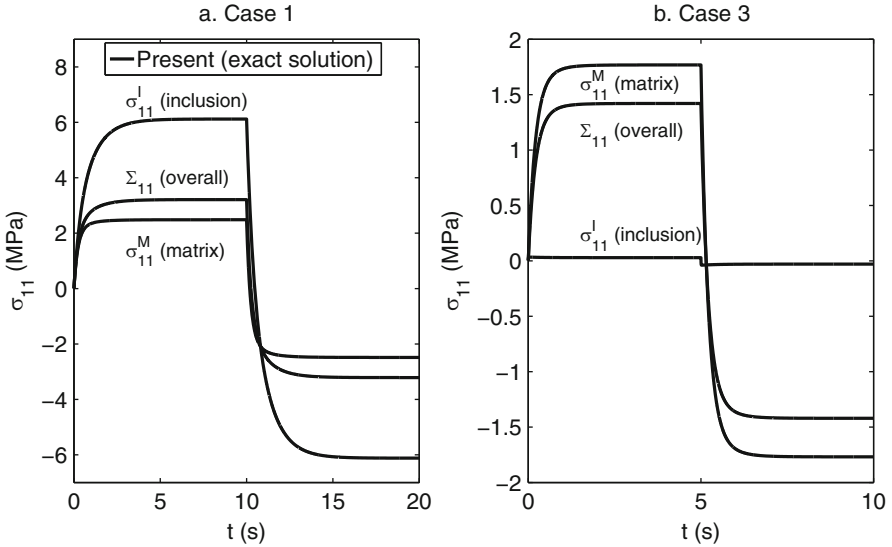 a. Case 1
Present (exact solution)
σ^I_11 (inclusion)
Σ_11 (overall)
σ^M_11 (matrix)
σ_11 (MPa)
8
6
4
2
0
−2
−4
−6
0 5 10 15 20
t (s)
b. Case 3
σ^M_11 (matrix)
Σ_11 (overall)
σ^I_11 (inclusion)
σ_11 (MPa)
2
1.5
1
0.5
0
−0.5
−1
−1.5
−2
0 5 10
t (s)